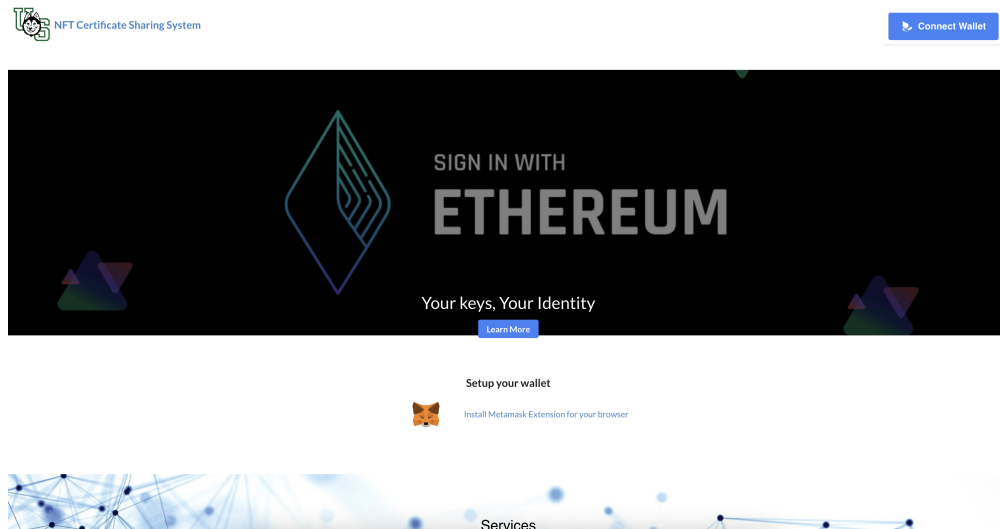 NFT Certificate Sharing System
Connect Wallet
SIGN IN WITH
ETHEREUM
Your keys, Your Identity
Learn More
Setup your wallet
Install Metamask Extension for your browser
Services